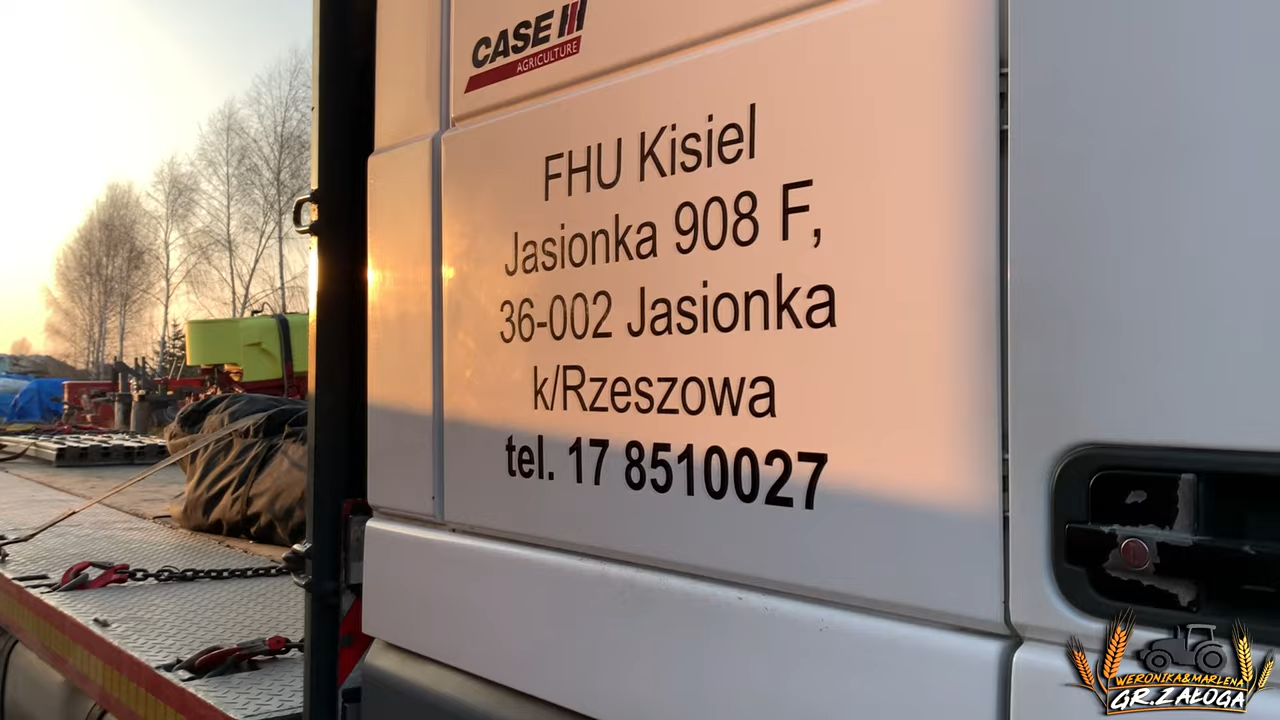 CASE III
AGRICULTURE
FHU Kisiel
Jasionka 908 F,
36-002 Jasionka
k/Rzeszowa
tel. 17 8510027
WERONIKA&MARLENA
GR.ZAŁOGA